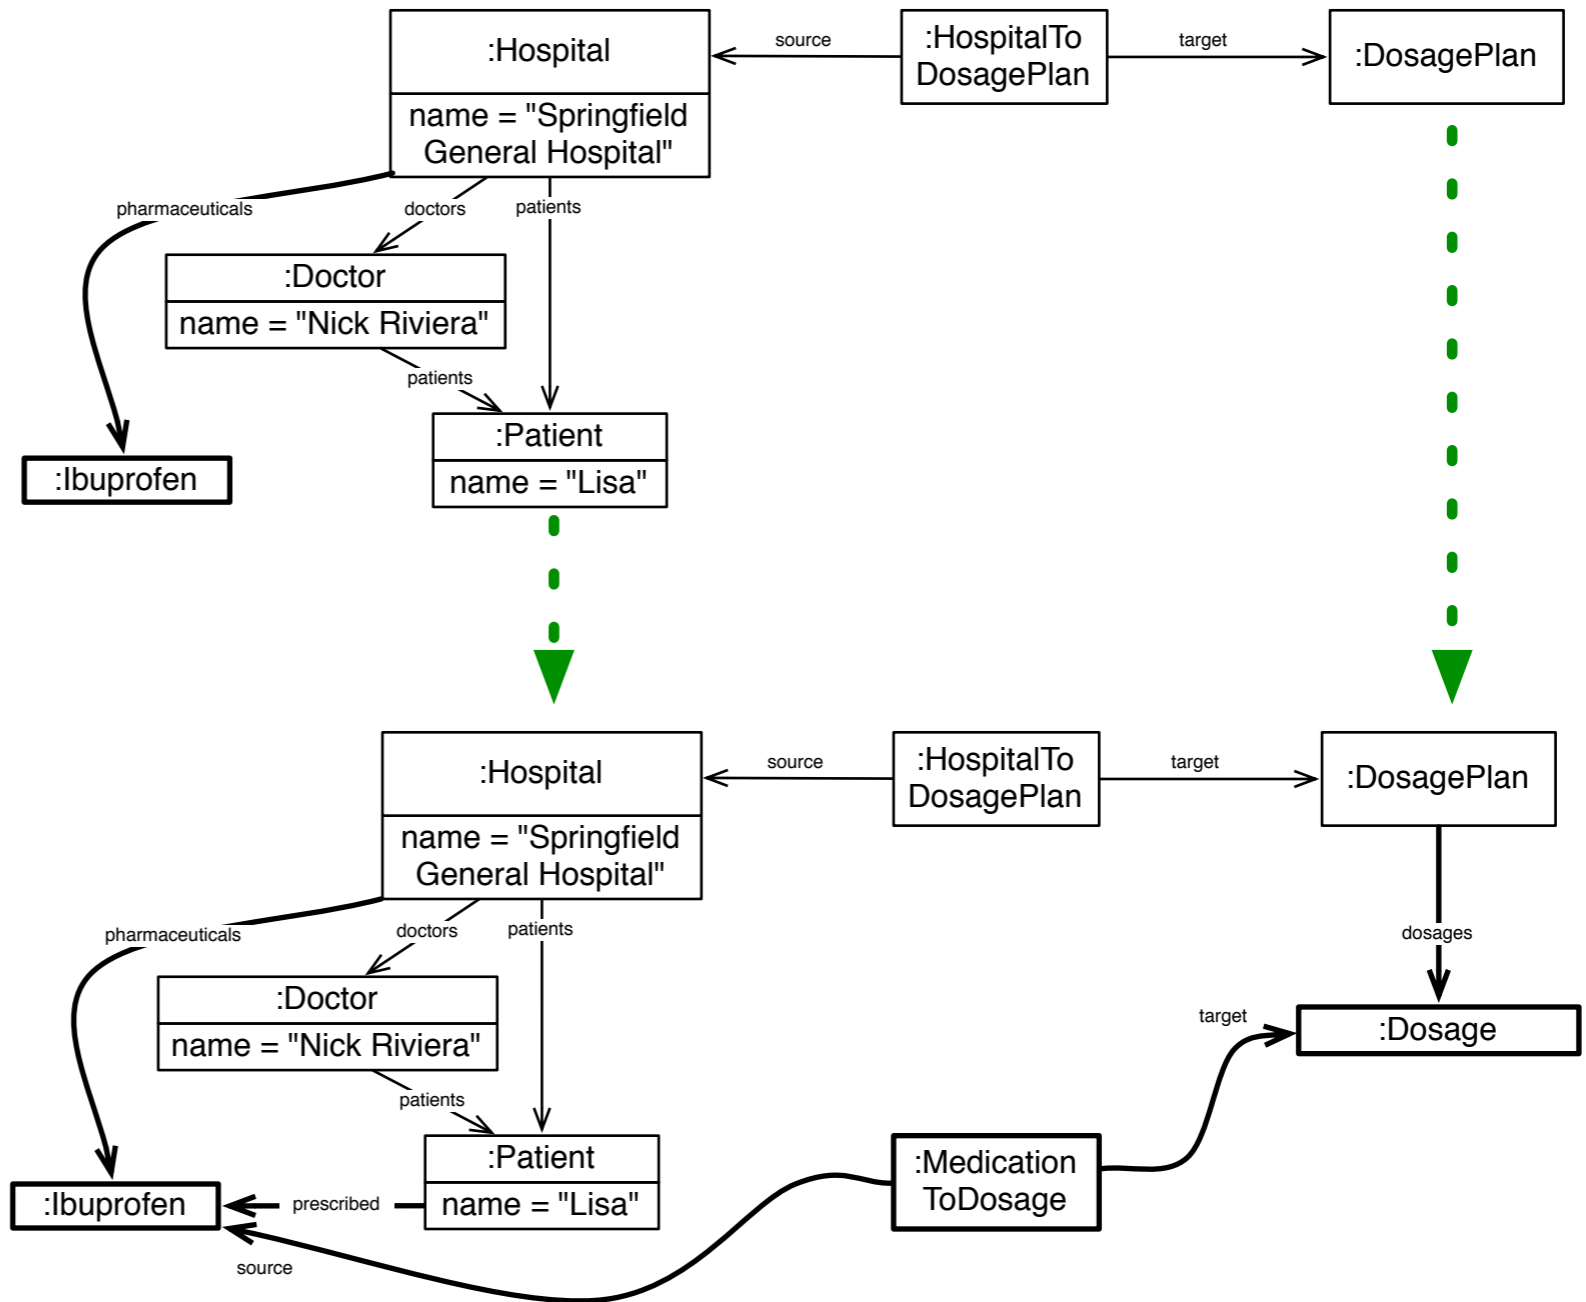 :Hospital
source
:HospitalTo
DosagePlan
target
:DosagePlan
name = "Springfield
General Hospital"
pharmaceuticals
doctors
patients
:Doctor
name = "Nick Riviera"
patients
:Patient
name = "Lisa"
:Ibuprofen
:Hospital
source
:HospitalTo
DosagePlan
target
:DosagePlan
name = "Springfield
General Hospital"
pharmaceuticals
doctors
patients
dosages
:Doctor
name = "Nick Riviera"
target
:Dosage
patients
:Patient
name = "Lisa"
:Ibuprofen
prescribed
:Medication
ToDosage
source